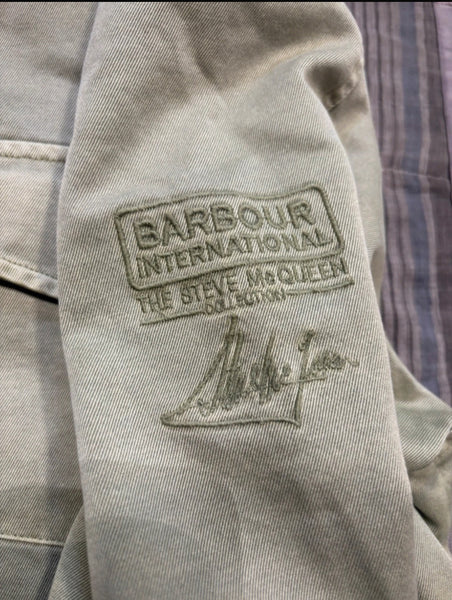 BARBOUR
INTERNATIONAL
THE STEVE McQUEEN
COLLECTION